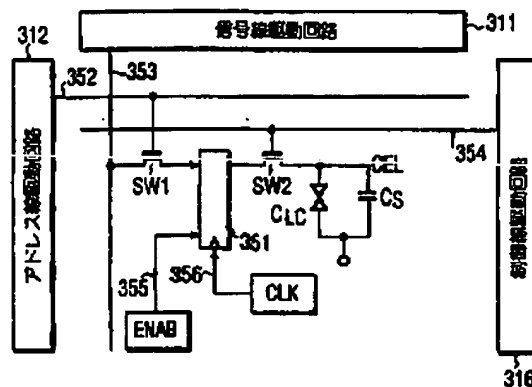 312
信号線駆動回路
311
353
352
アドレス線駆動回路
354
制御線駆動回路
SW1
SW2
CEL
CLC
CS
351
355
356
CLK
ENAB
316